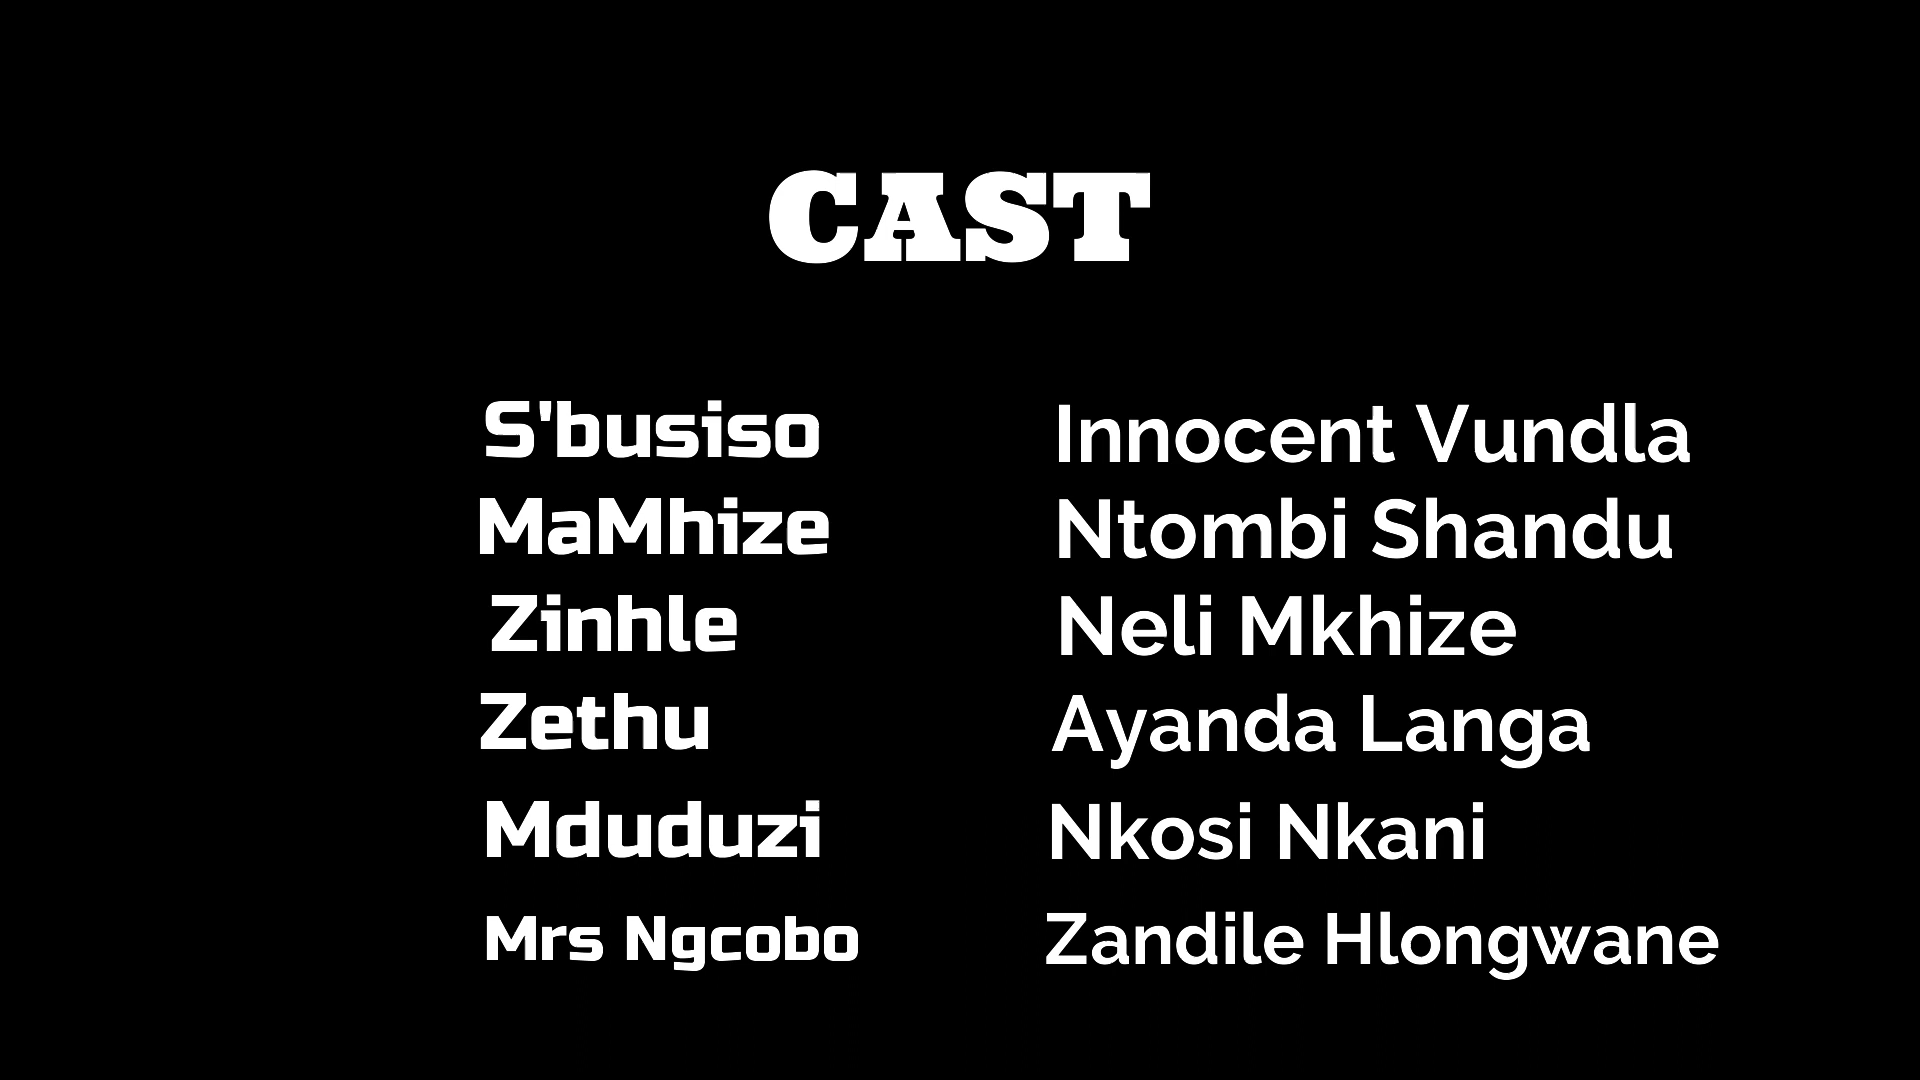 CAST
S'busiso Innocent Vundla
MaMhize Ntombi Shandu
Zinhle Neli Mkhize
Zethu Ayanda Langa
Mduduzi Nkosi Nkani
Mrs Ngcobo Zandile Hlongwane